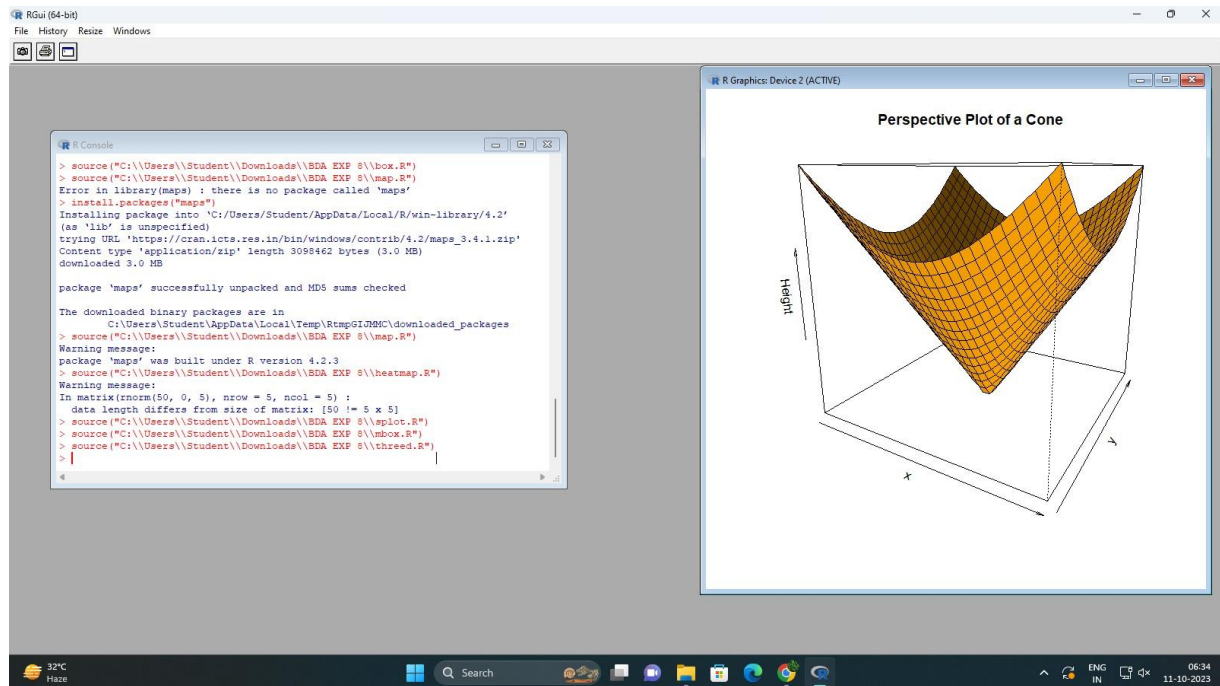 RGui (64-bit)
File History Resize Windows
R Console
> source("C:\\Users\\Student\\Downloads\\BDA EXP 8\\box.R")
> source("C:\\Users\\Student\\Downloads\\BDA EXP 8\\map.R")
Error in library(maps) : there is no package called ‘maps’
> install.packages("maps")
Installing package into ‘C:/Users/Student/AppData/Local/R/win-library/4.2’
(as ‘lib’ is unspecified)
trying URL 'https://cran.icts.res.in/bin/windows/contrib/4.2/maps_3.4.1.zip'
Content type 'application/zip' length 3098462 bytes (3.0 MB)
downloaded 3.0 MB
package ‘maps’ successfully unpacked and MD5 sums checked
The downloaded binary packages are in
C:\Users\Student\AppData\Local\Temp\RtmpGIJMMC\downloaded_packages
> source("C:\\Users\\Student\\Downloads\\BDA EXP 8\\map.R")
Warning message:
package ‘maps’ was built under R version 4.2.3
> source("C:\\Users\\Student\\Downloads\\BDA EXP 8\\heatmap.R")
Warning message:
In matrix(rnorm(50, 0, 5), nrow = 5, ncol = 5) :
data length differs from size of matrix: [50 != 5 x 5]
> source("C:\\Users\\Student\\Downloads\\BDA EXP 8\\splot.R")
> source("C:\\Users\\Student\\Downloads\\BDA EXP 8\\mbox.R")
> source("C:\\Users\\Student\\Downloads\\BDA EXP 8\\threed.R")
>
R Graphics: Device 2 (ACTIVE)
Perspective Plot of a Cone
Height
x
y
32°C
Haze
Search
ENG
IN
06:34
11-10-2023